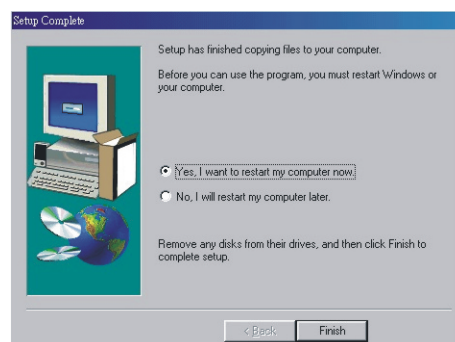 Setup Complete
Setup has finished copying files to your computer.
Before you can use the program, you must restart Windows or
your computer.
Yes, I want to restart my computer now.
No, I will restart my computer later.
Remove any disks from their drives, and then click Finish to
complete setup.
< Back
Finish